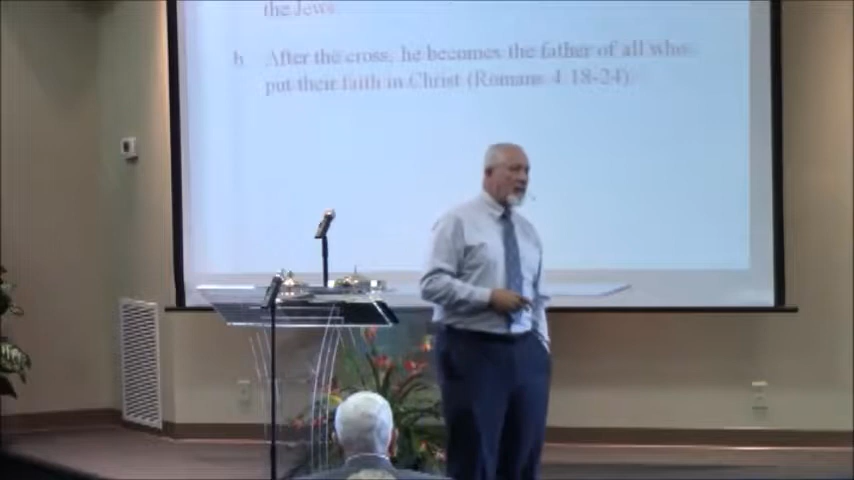 the Jews.
b After the cross, he becomes the father of all who
put their faith in Christ (Romans 4:18-24).